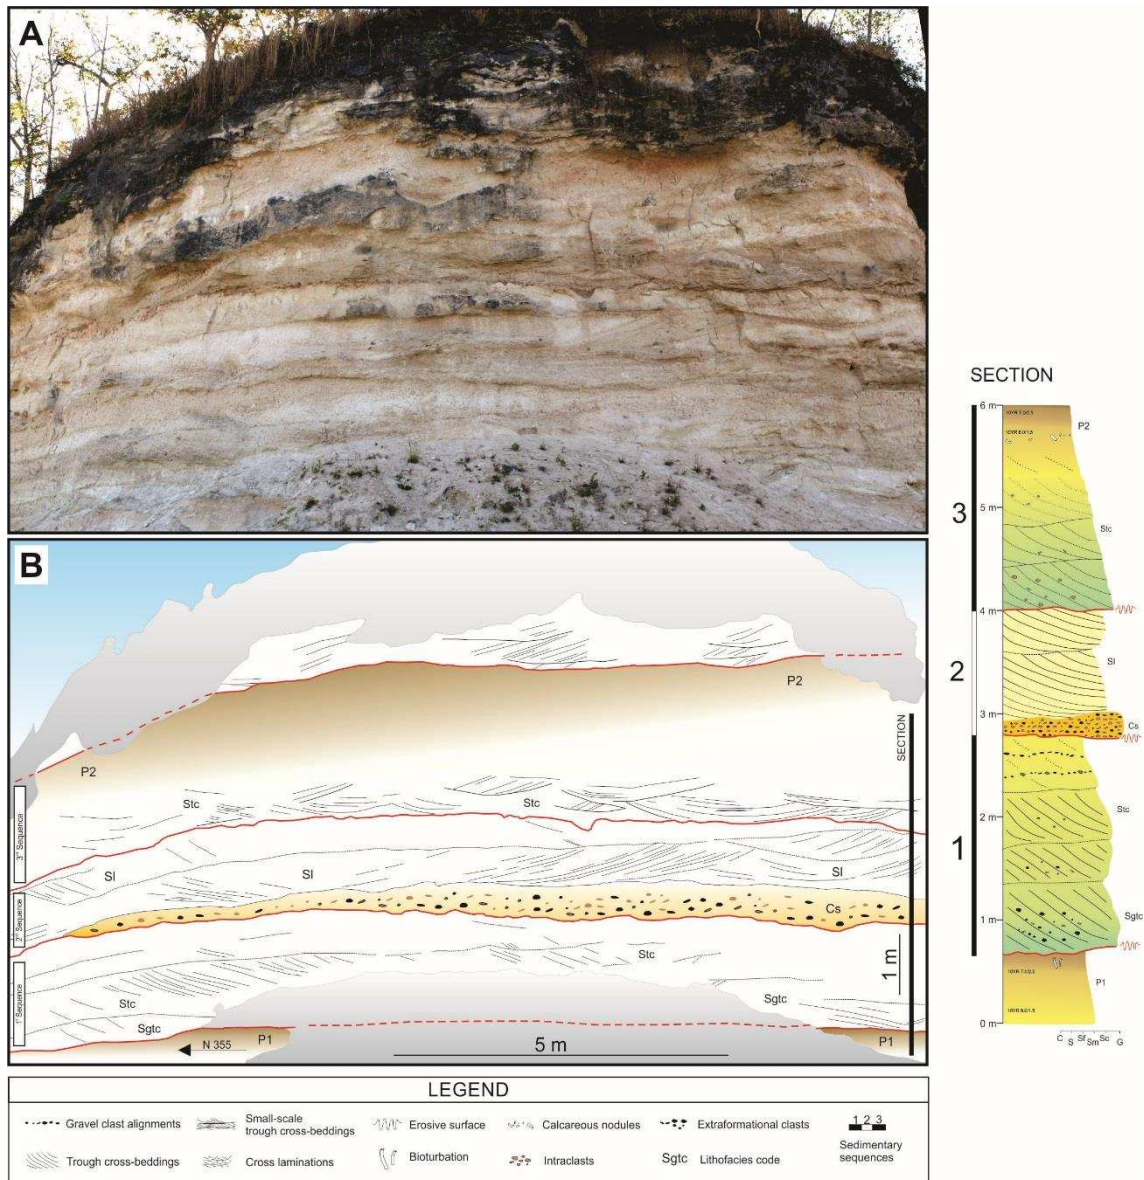 A
B
P2
P2
SECTION
Stc
Stc
Sl
Sl
Sl
Cs
Stc
Stc
Sgtc
Sgtc
P1
P1
N 355
5 m
1 m
3° Sequence
2° Sequence
1° Sequence
SECTION
6 m
P2
5 m
3
Stc
4 m
2
Sl
3 m
Cs
2 m
Stc
1
1 m
Sgtc
P1
0 m
C S Sf Sm Sc G
LEGEND
Gravel clast alignments
Small-scale
trough cross-beddings
Erosive surface
Calcareous nodules
Extraformational clasts
1 2 3
Sedimentary
sequences
Trough cross-beddings
Cross laminations
Bioturbation
Intraclasts
Sgtc Lithofacies code